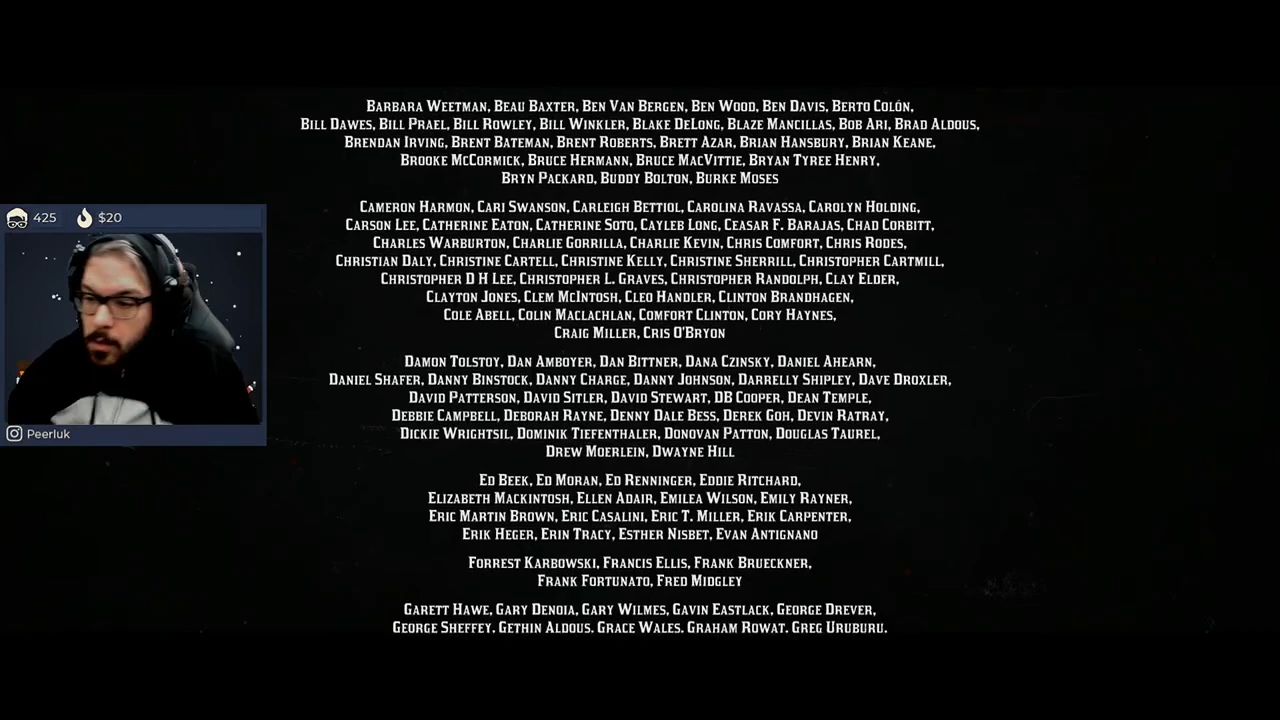 Barbara Weetman, Beau Baxter, Ben Van Bergen, Ben Wood, Ben Davis, Berto Colón,
Bill Dawes, Bill Prael, Bill Rowley, Bill Winkler, Blake DeLong, Blaze Mancillas, Bob Ari, Brad Aldous,
Brendan Irving, Brent Bateman, Brent Roberts, Brett Azar, Brian Hansbury, Brian Keane,
Brooke McCormick, Bruce Hermann, Bruce MacVittie, Bryan Tyree Henry,
Bryn Packard, Buddy Bolton, Burke Moses
Cameron Harmon, Cari Swanson, Carleigh Bettiol, Carolina Ravassa, Carolyn Holding,
Carson Lee, Catherine Eaton, Catherine Soto, Cayleb Long, Ceasar F. Barajas, Chad Corbitt,
Charles Warburton, Charlie Gorrilla, Charlie Kevin, Chris Comfort, Chris Rodes,
Christian Daly, Christine Cartell, Christine Kelly, Christine Sherrill, Christopher Cartmill,
Christopher D H Lee, Christopher L. Graves, Christopher Randolph, Clay Elder,
Clayton Jones, Clem McIntosh, Cleo Handler, Clinton Brandhagen,
Cole Abell, Colin Maclachlan, Comfort Clinton, Cory Haynes,
Craig Miller, Cris O'Bryon
Damon Tolstoy, Dan Amboyer, Dan Bittner, Dana Czinsky, Daniel Ahearn,
Daniel Shafer, Danny Binstock, Danny Charge, Danny Johnson, Darrelly Shipley, Dave Droxler,
David Patterson, David Sitler, David Stewart, DB Cooper, Dean Temple,
Debbie Campbell, Deborah Rayne, Denny Dale Bess, Derek Goh, Devin Ratray,
Dickie Wrightsil, Dominik Tiefenthaler, Donovan Patton, Douglas Taurel,
Drew Moerlein, Dwayne Hill
Ed Beek, Ed Moran, Ed Renninger, Eddie Ritchard,
Elizabeth Mackintosh, Ellen Adair, Emilea Wilson, Emily Rayner,
Eric Martin Brown, Eric Casalini, Eric T. Miller, Erik Carpenter,
Erik Heger, Erin Tracy, Esther Nisbet, Evan Antignano
Forrest Karbowski, Francis Ellis, Frank Brueckner,
Frank Fortunato, Fred Midgley
Garett Hawe, Gary Denoia, Gary Wilmes, Gavin Eastlack, George Drever,
George Sheffey, Gethin Aldous, Grace Wales, Graham Rowat, Greg Uruburu,
425 $20
Peerluk